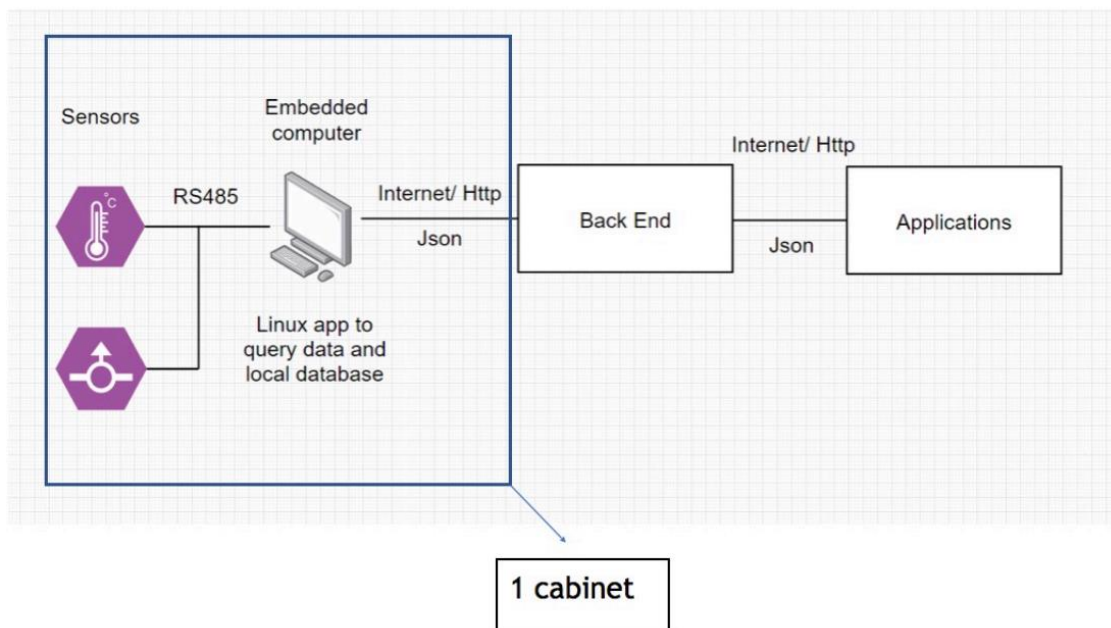 Sensors
Embedded
computer
°C
RS485
Internet/ Http
Json
Linux app to
query data and
local database
Back End
Internet/ Http
Json
Applications
1 cabinet